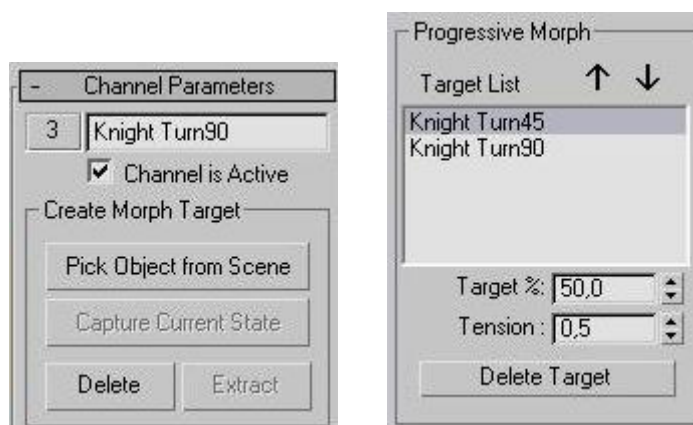 - Channel Parameters
3 Knight Turn90
Channel is Active
Create Morph Target
Pick Object from Scene
Capture Current State
Delete Extract
Progressive Morph
Target List
Knight Turn45
Knight Turn90
Target %: 50,0
Tension : 0,5
Delete Target